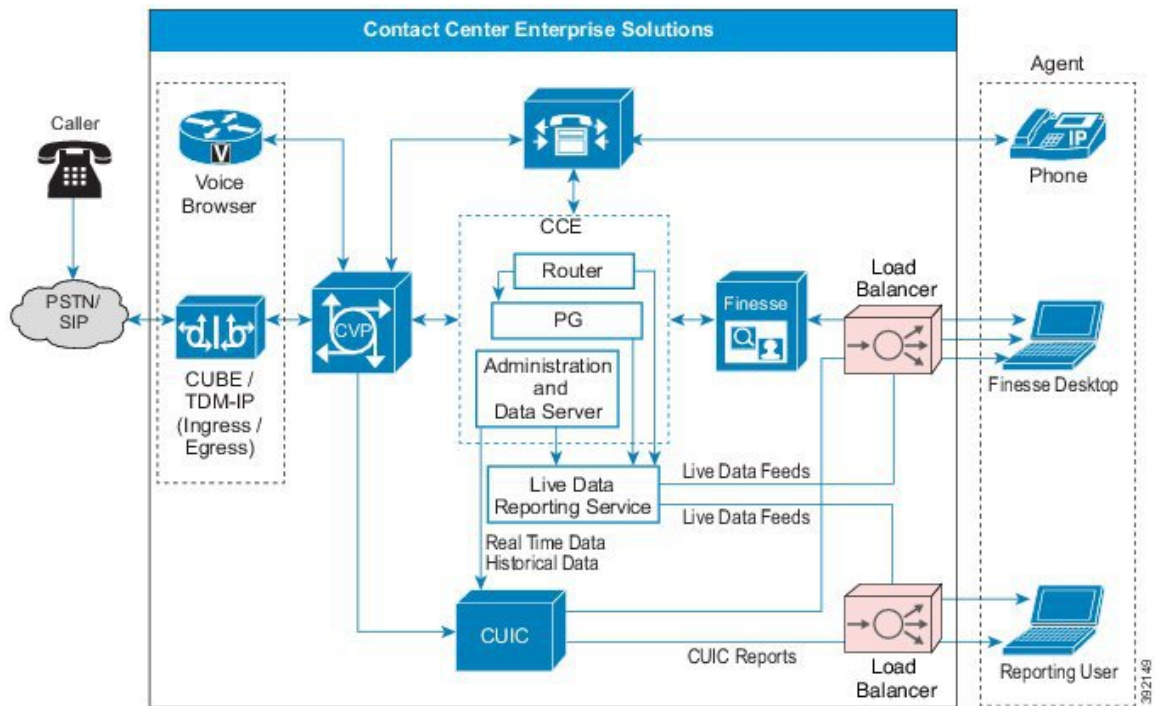 Contact Center Enterprise Solutions
Caller
PSTN/
SIP
V
Voice
Browser
CUBE /
TDM-IP
(Ingress /
Egress)
CVP
CCE
Router
PG
Administration
and
Data Server
Live Data
Reporting Service
Real Time Data
Historical Data
CUIC
Finesse
Load
Balancer
Live Data Feeds
Live Data Feeds
CUIC Reports
Load
Balancer
Agent
IP
Phone
Finesse Desktop
Reporting User
392149